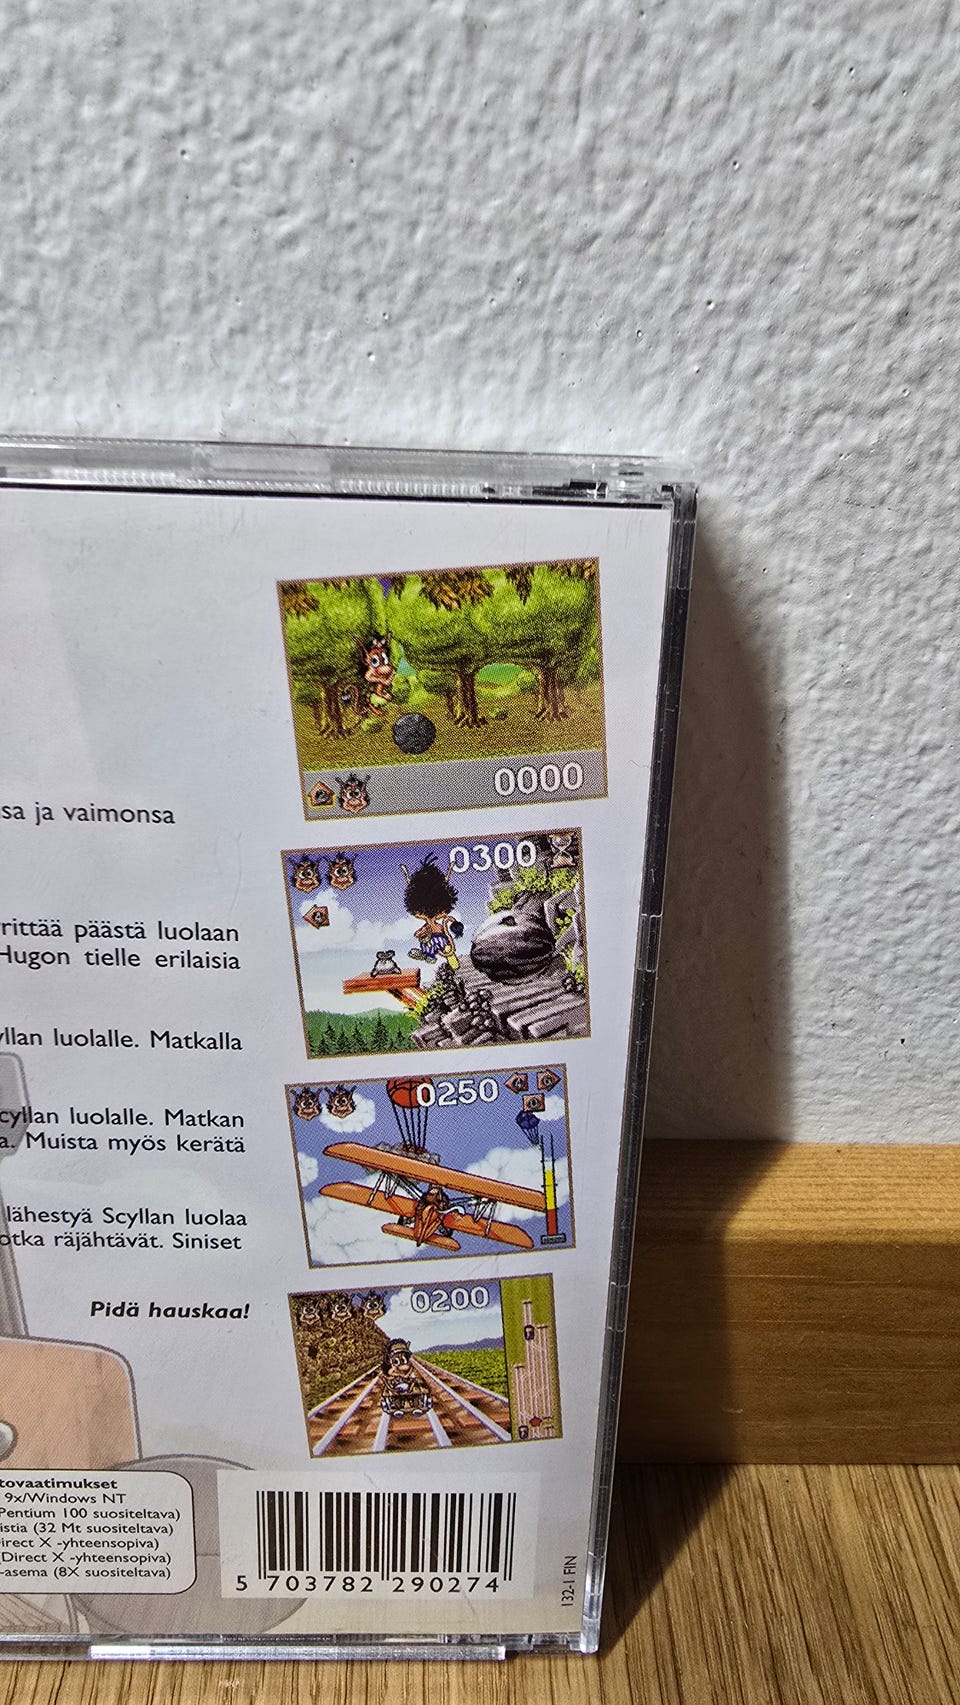 0000
sa ja vaimonsa
0300
rittää päästä luolaan
Hugon tielle erilaisia
yllan luolalle. Matkalla
0250
cyllan luolalle. Matkan
a. Muista myös kerätä
lähestyä Scyllan luolaa
otka räjähtävät. Siniset
Pidä hauskaa!
0200
tovaatimukset
9x/Windows NT
Pentium 100 suositeltava)
istia (32 Mt suositeltava)
irect X -yhteensopiva)
(Direct X -yhteensopiva)
-asema (8X suositeltava)
5 703782 290274
132-1 FIN